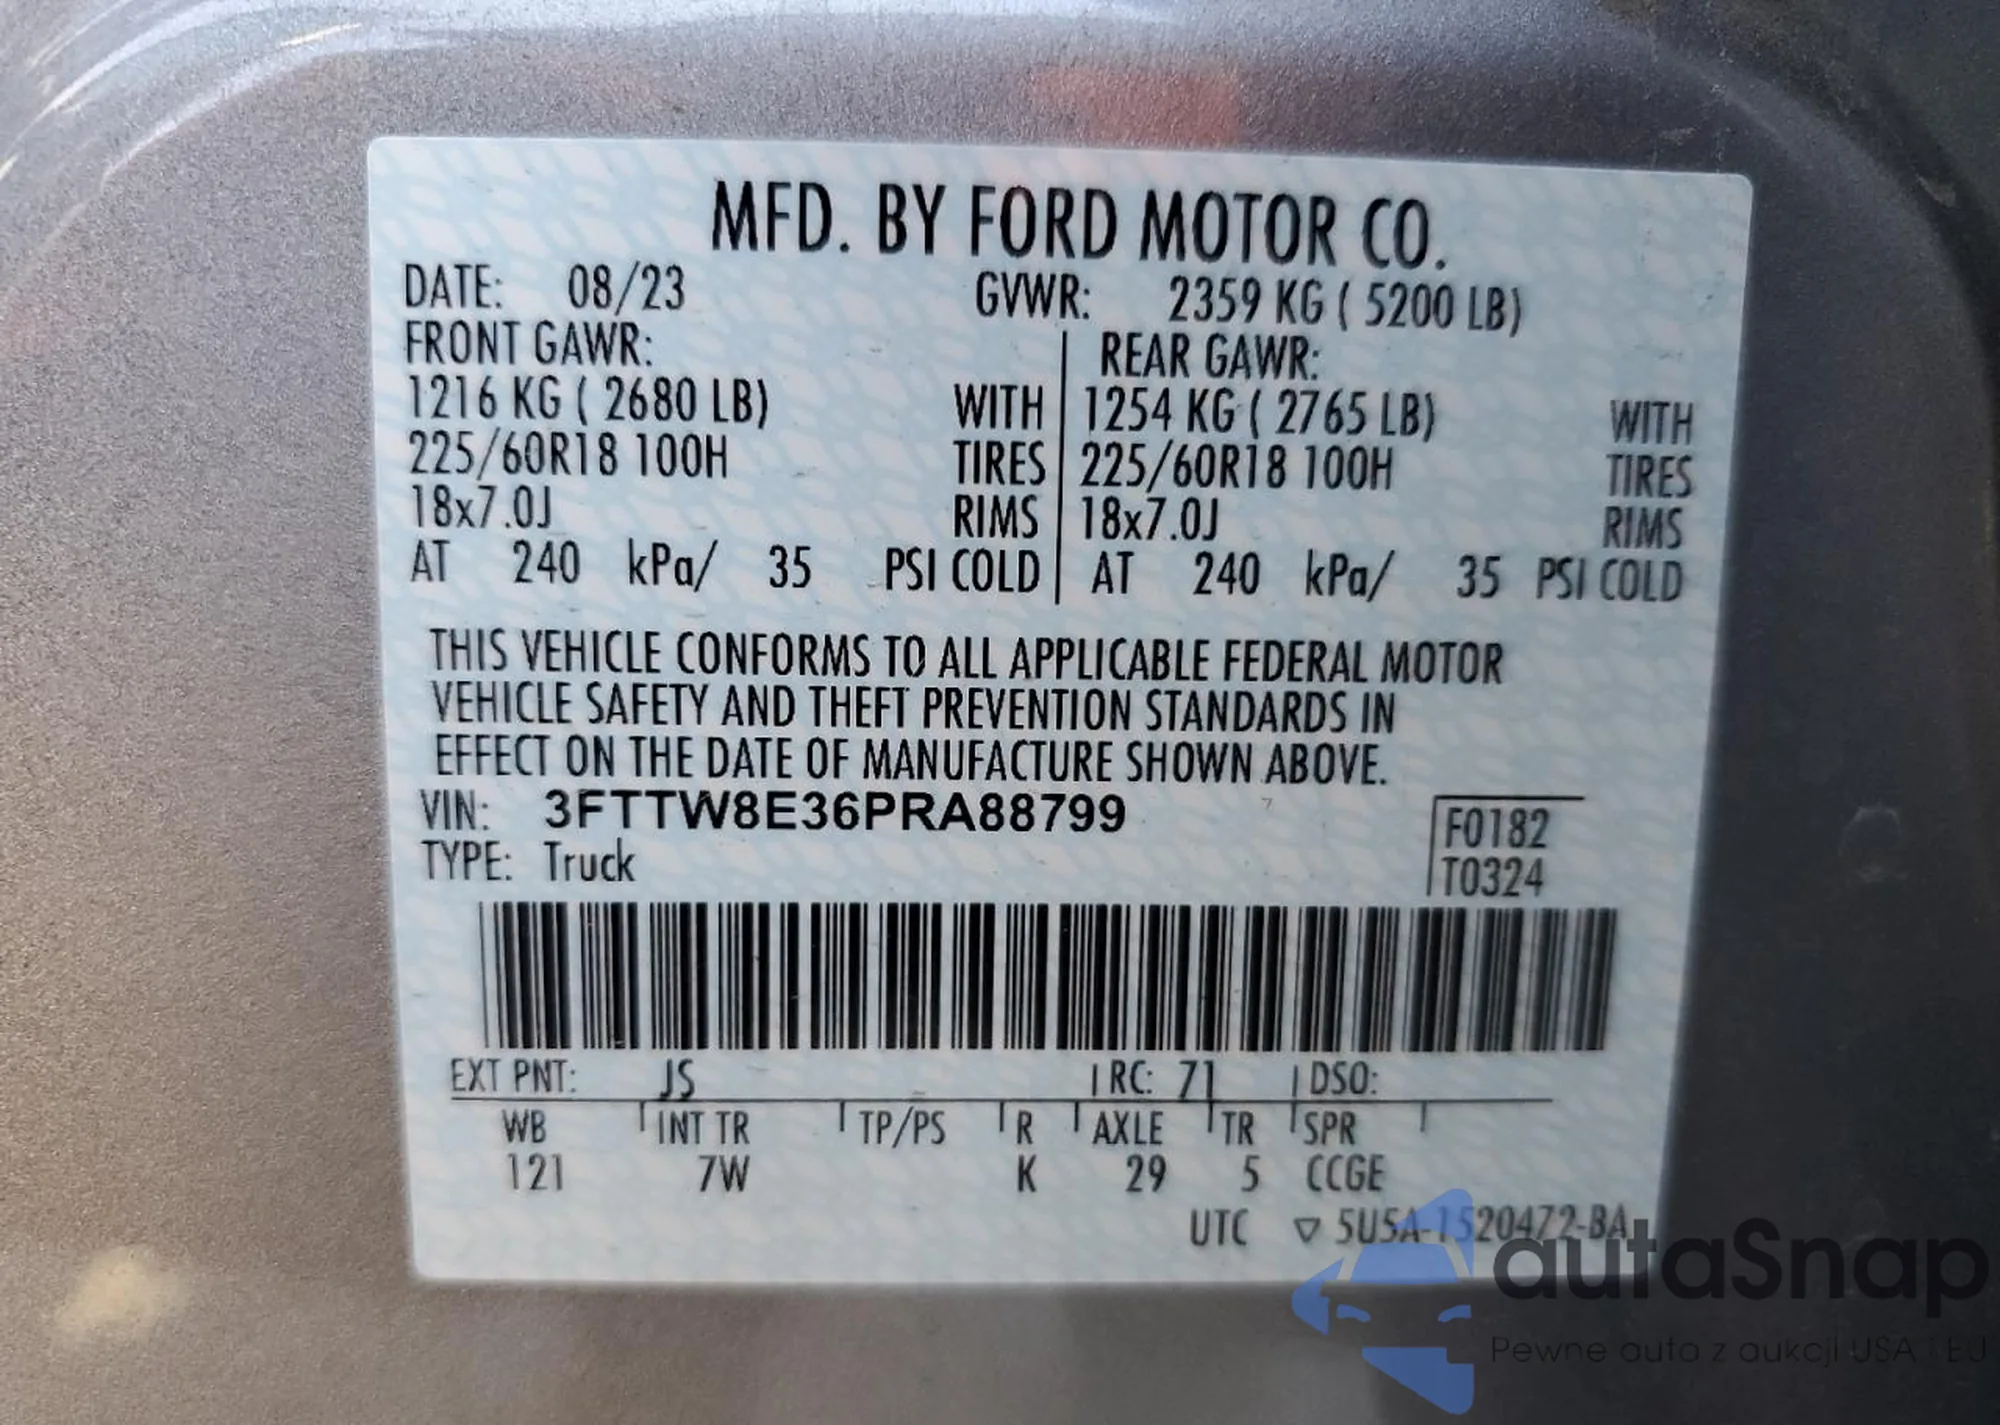 MFD. BY FORD MOTOR CO.
DATE: 08/23 GVWR: 2359 KG ( 5200 LB)
FRONT GAWR: REAR GAWR:
1216 KG ( 2680 LB) WITH 1254 KG ( 2765 LB) WITH
225/60R18 100H TIRES 225/60R18 100H TIRES
18x7.0J RIMS 18x7.0J RIMS
AT 240 kPa/ 35 PSI COLD AT 240 kPa/ 35 PSI COLD
THIS VEHICLE CONFORMS TO ALL APPLICABLE FEDERAL MOTOR
VEHICLE SAFETY AND THEFT PREVENTION STANDARDS IN
EFFECT ON THE DATE OF MANUFACTURE SHOWN ABOVE.
VIN: 3FTTW8E36PRA88799
TYPE: Truck
F0182
T0324
EXT PNT: JS RC: 71 DSO:
WB INT TR TP/PS R AXLE TR SPR
121 7W K 29 5 CCGE
UTC ▽ 5U5A-1520472-BA
autaSnap
Pewne auta z aukcji USA i EU